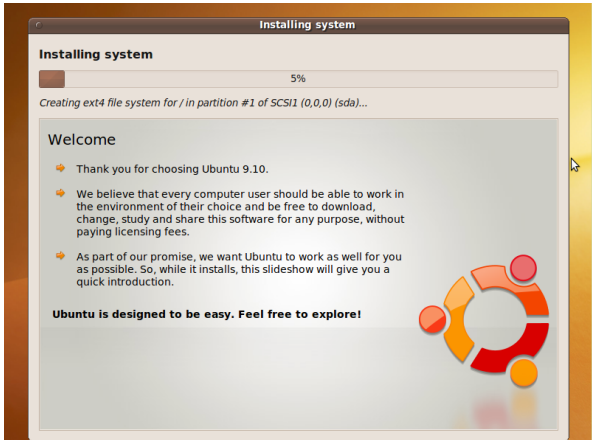 Installing system
Installing system
5%
Creating ext4 file system for / in partition #1 of SCSI1 (0,0,0) (sda)...
Welcome
Thank you for choosing Ubuntu 9.10.
We believe that every computer user should be able to work in
the environment of their choice and be free to download,
change, study and share this software for any purpose, without
paying licensing fees.
As part of our promise, we want Ubuntu to work as well for you
as possible. So, while it installs, this slideshow will give you a
quick introduction.
Ubuntu is designed to be easy. Feel free to explore!